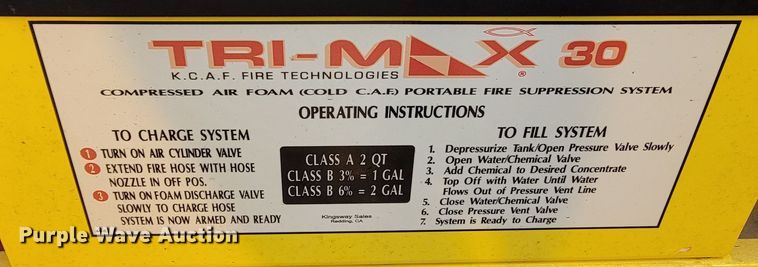 TRI-MAX 30
®
K.C.A.F. FIRE TECHNOLOGIES
COMPRESSED AIR FOAM (COLD C.A.F.) PORTABLE FIRE SUPPRESSION SYSTEM
OPERATING INSTRUCTIONS
TO CHARGE SYSTEM
1 TURN ON AIR CYLINDER VALVE
2 EXTEND FIRE HOSE WITH HOSE
NOZZLE IN OFF POS.
3 TURN ON FOAM DISCHARGE VALVE
SLOWLY TO CHARGE HOSE
SYSTEM IS NOW ARMED AND READY
CLASS A 2 QT
CLASS B 3% = 1 GAL
CLASS B 6% = 2 GAL
Kingsway Sales
Redding, CA
TO FILL SYSTEM
1. Depressurize Tank/Open Pressure Valve Slowly
2. Open Water/Chemical Valve
3. Add Chemical to Desired Concentrate
4. Top Off with Water Until Water
Flows Out of Pressure Vent Line
5. Close Water/Chemical Valve
6. Close Pressure Vent Valve
7. System is Ready to Charge
Purple Wave Auction